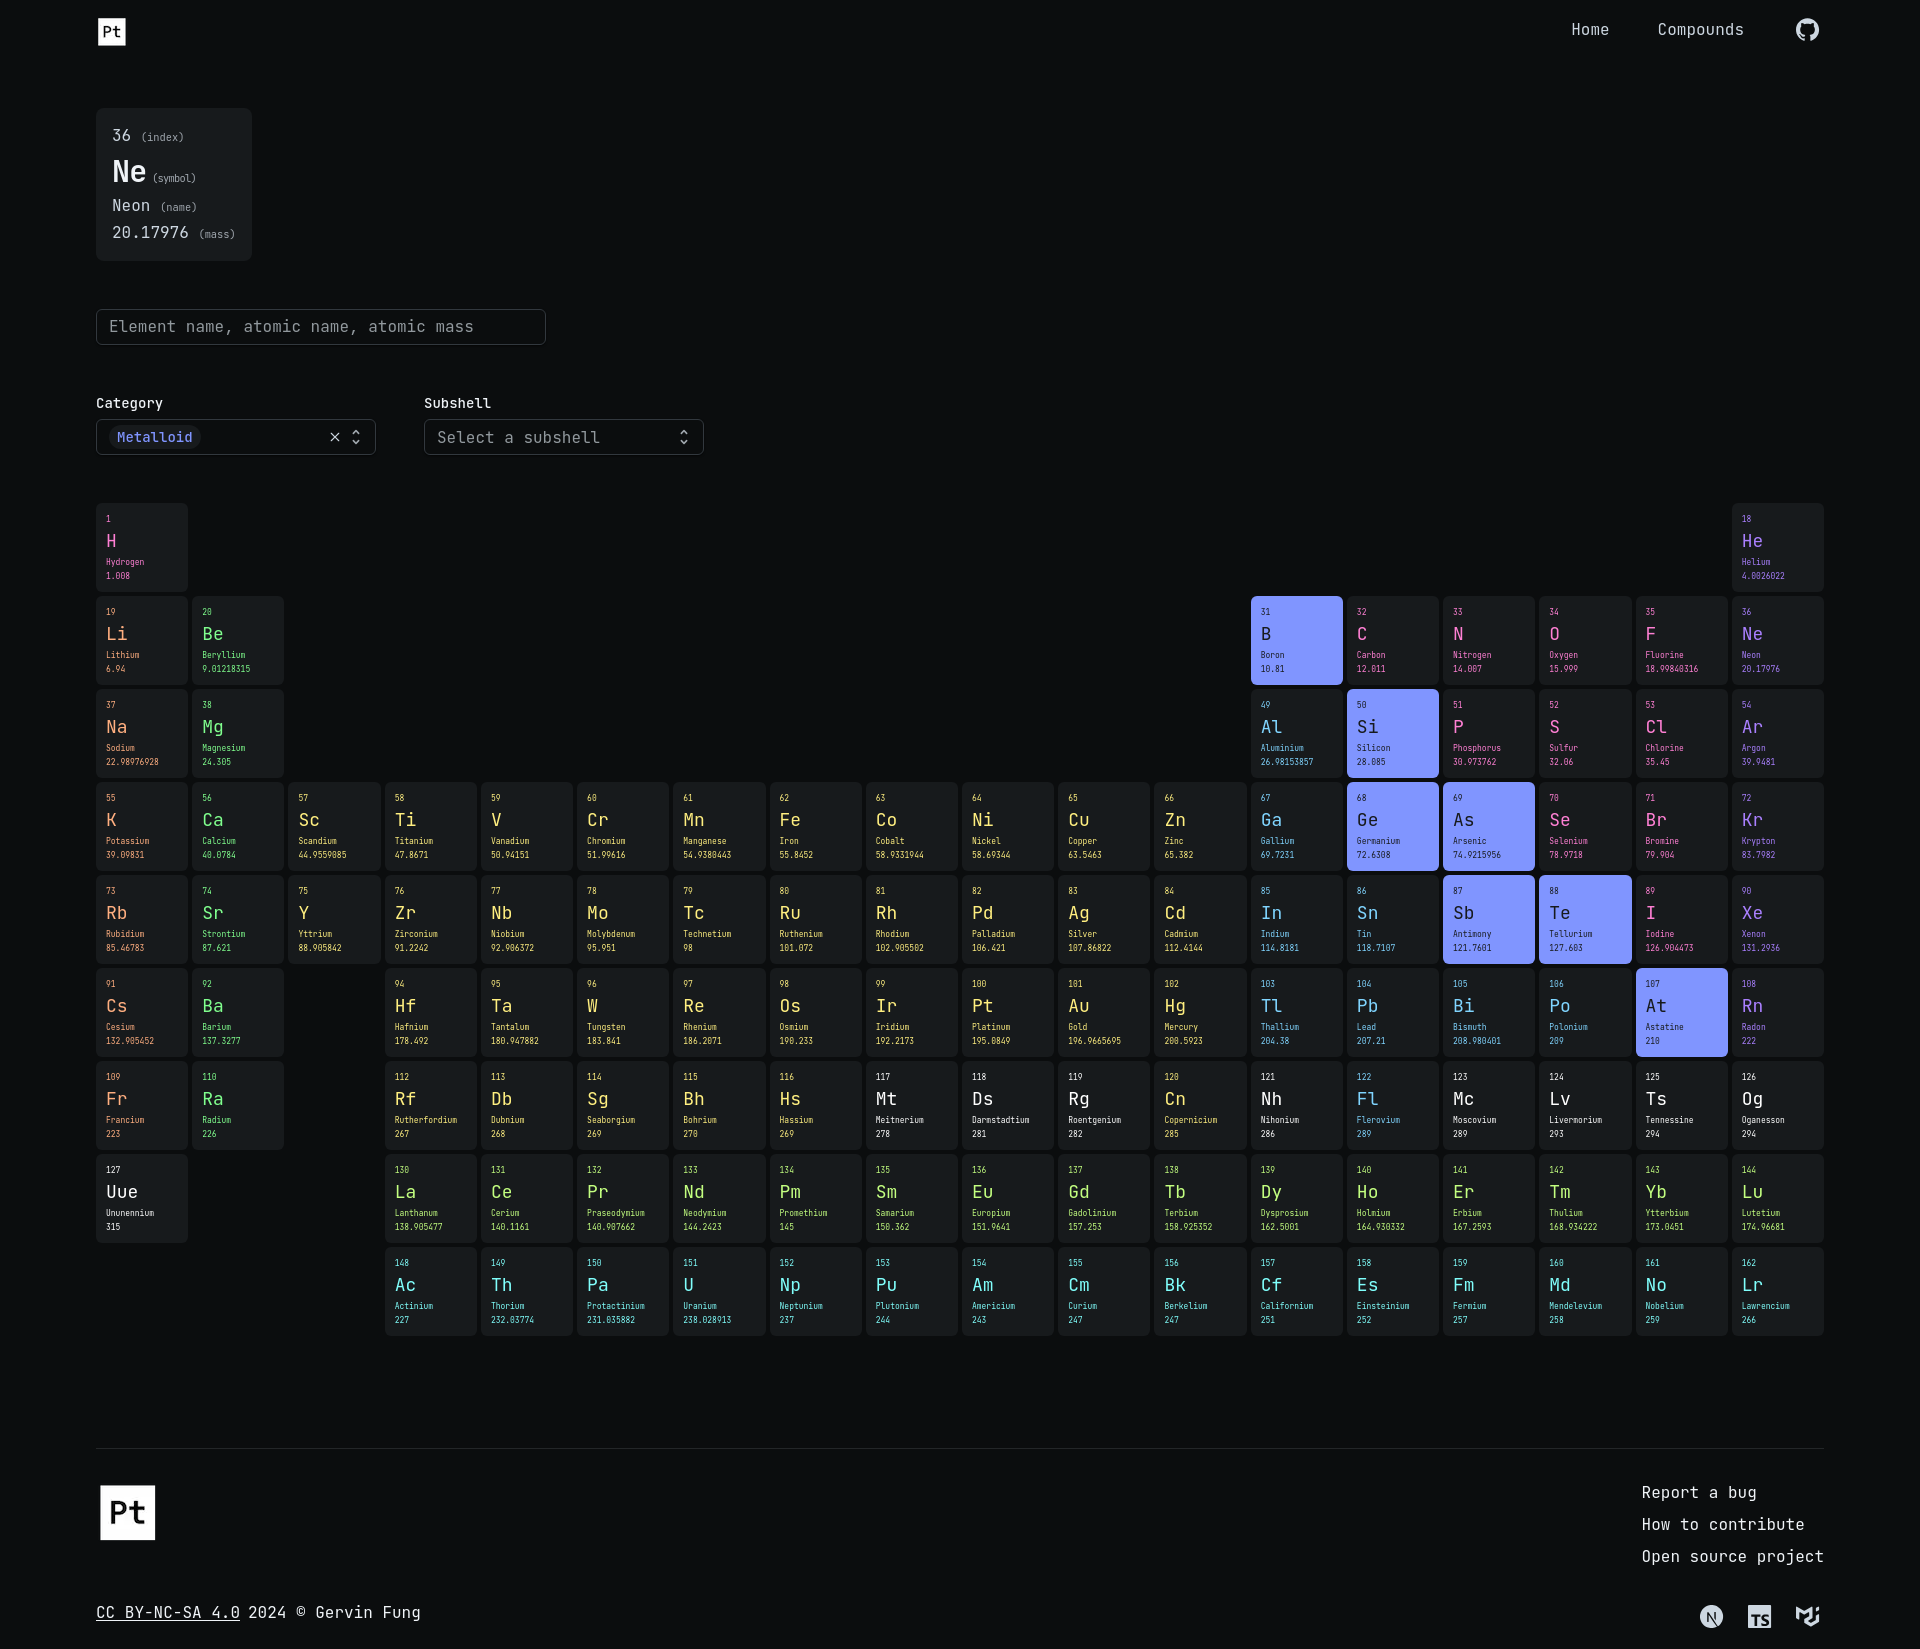 Pt
Home Compounds
36 (index)
Ne (symbol)
Neon (name)
20.17976 (mass)
Element name, atomic name, atomic mass
Category Subshell
Metalloid Select a subshell
1 18
H He
Hydrogen Helium
1.008 4.0026022
19 20 31 32 33 34 35 36
Li Be B C N O F Ne
Lithium Beryllium Boron Carbon Nitrogen Oxygen Fluorine Neon
6.94 9.01218315 10.81 12.011 14.007 15.999 18.99840316 20.17976
37 38 49 50 51 52 53 54
Na Mg Al Si P S Cl Ar
Sodium Magnesium Aluminium Silicon Phosphorus Sulfur Chlorine Argon
22.98976928 24.305 26.98153857 28.085 30.973762 32.06 35.45 39.9481
55 56 57 58 59 60 61 62 63 64 65 66 67 68 69 70 71 72
K Ca Sc Ti V Cr Mn Fe Co Ni Cu Zn Ga Ge As Se Br Kr
Potassium Calcium Scandium Titanium Vanadium Chromium Manganese Iron Cobalt Nickel Copper Zinc Gallium Germanium Arsenic Selenium Bromine Krypton
39.09831 40.0784 44.9559085 47.8671 50.94151 51.99616 54.9380443 55.8452 58.9331944 58.69344 63.5463 65.382 69.7231 72.6308 74.9215956 78.9718 79.904 83.7982
73 74 75 76 77 78 79 80 81 82 83 84 85 86 87 88 89 90
Rb Sr Y Zr Nb Mo Tc Ru Rh Pd Ag Cd In Sn Sb Te I Xe
Rubidium Strontium Yttrium Zirconium Niobium Molybdenum Technetium Ruthenium Rhodium Palladium Silver Cadmium Indium Tin Antimony Tellurium Iodine Xenon
85.46783 87.621 88.905842 91.2242 92.906372 95.951 98 101.072 102.905502 106.421 107.86822 112.4144 114.8181 118.7107 121.7601 127.603 126.904473 131.2936
91 92 94 95 96 97 98 99 100 101 102 103 104 105 106 107 108
Cs Ba Hf Ta W Re Os Ir Pt Au Hg Tl Pb Bi Po At Rn
Cesium Barium Hafnium Tantalum Tungsten Rhenium Osmium Iridium Platinum Gold Mercury Thallium Lead Bismuth Polonium Astatine Radon
132.905452 137.3277 178.492 180.947882 183.841 186.2071 190.233 192.2173 195.0849 196.9665695 200.5923 204.38 207.21 208.980401 209 210 222
109 110 112 113 114 115 116 117 118 119 120 121 122 123 124 125 126
Fr Ra Rf Db Sg Bh Hs Mt Ds Rg Cn Nh Fl Mc Lv Ts Og
Francium Radium Rutherfordium Dubnium Seaborgium Bohrium Hassium Meitnerium Darmstadtium Roentgenium Copernicium Nihonium Flerovium Moscovium Livermorium Tennessine Oganesson
223 226 267 268 269 270 269 278 281 282 285 286 289 289 293 294 294
127 130 131 132 133 134 135 136 137 138 139 140 141 142 143 144
Uue La Ce Pr Nd Pm Sm Eu Gd Tb Dy Ho Er Tm Yb Lu
Ununennium Lanthanum Cerium Praseodymium Neodymium Promethium Samarium Europium Gadolinium Terbium Dysprosium Holmium Erbium Thulium Ytterbium Lutetium
315 138.905477 140.1161 140.907662 144.2423 145 150.362 151.9641 157.253 158.925352 162.5001 164.930332 167.2593 168.934222 173.0451 174.96681
148 149 150 151 152 153 154 155 156 157 158 159 160 161 162
Ac Th Pa U Np Pu Am Cm Bk Cf Es Fm Md No Lr
Actinium Thorium Protactinium Uranium Neptunium Plutonium Americium Curium Berkelium Californium Einsteinium Fermium Mendelevium Nobelium Lawrencium
227 232.03774 231.035882 238.028913 237 244 243 247 247 251 252 257 258 259 266
Pt
Report a bug
How to contribute
Open source project
CC BY-NC-SA 4.0 2024 © Gervin Fung
N TS